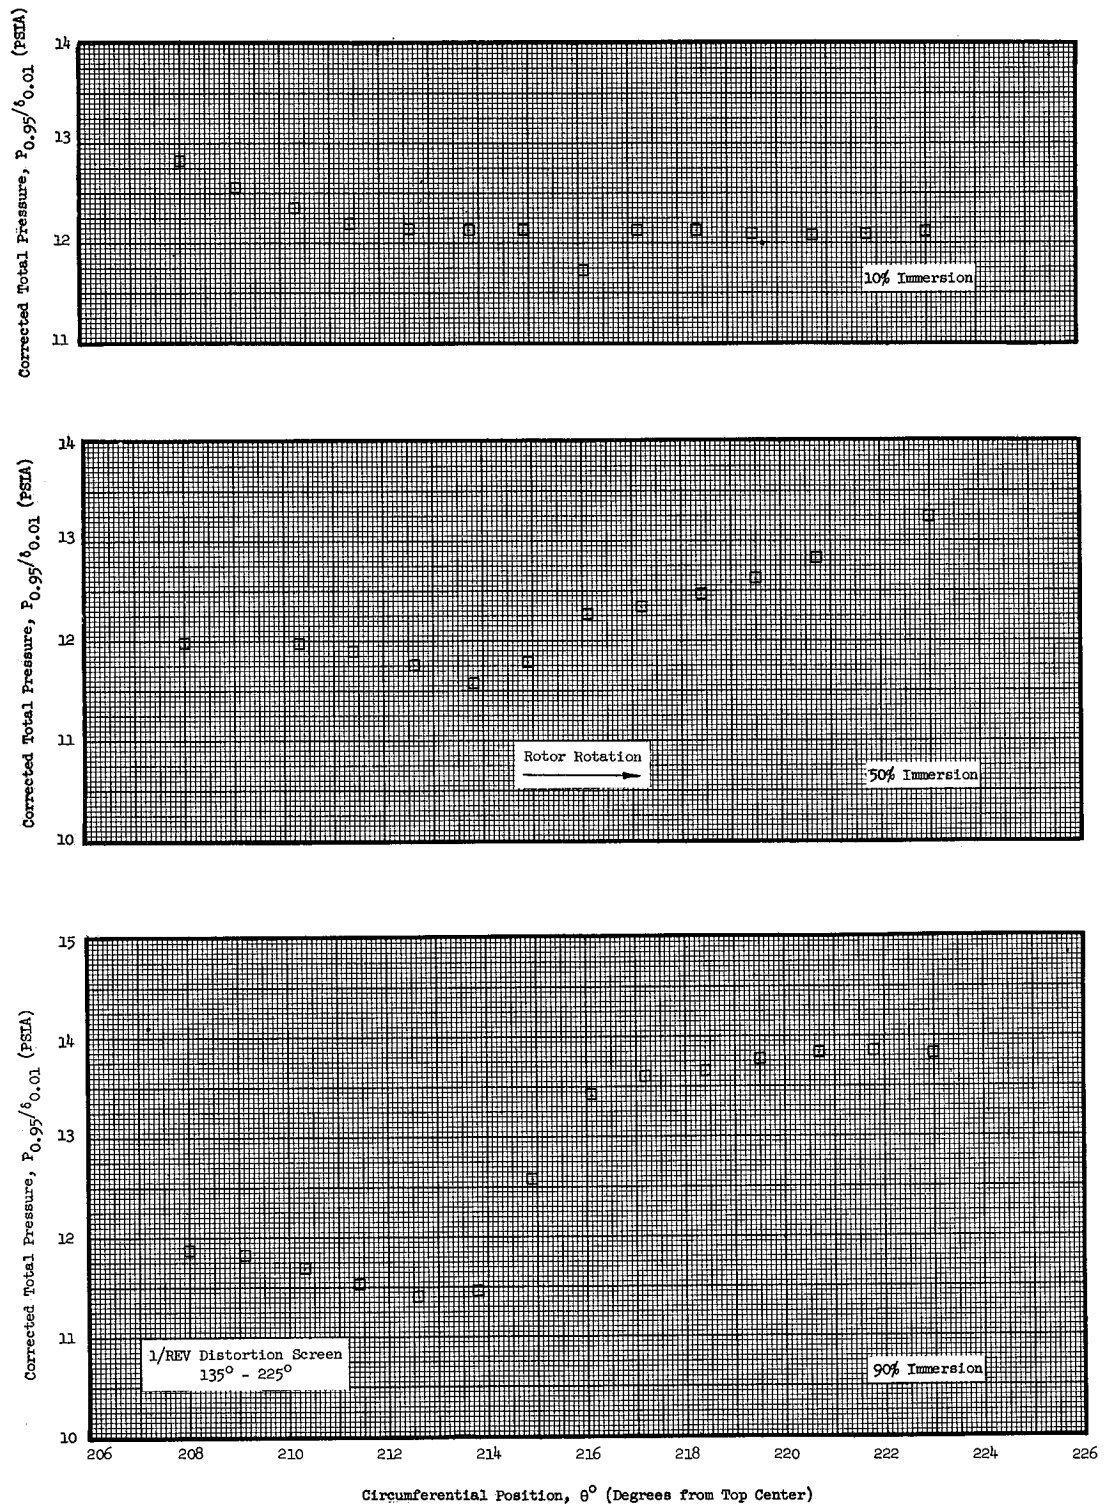 Corrected Total Pressure, P0.95/δ0.01 (PSIA)
14
13
12
11
10% Immersion
Corrected Total Pressure, P0.95/δ0.01 (PSIA)
14
13
12
11
10
Rotor Rotation
50% Immersion
Corrected Total Pressure, P0.95/δ0.01 (PSIA)
15
14
13
12
11
10
1/REV Distortion Screen
135° - 225°
90% Immersion
206 208 210 212 214 216 218 220 222 224 226
Circumferential Position, θ° (Degrees from Top Center)